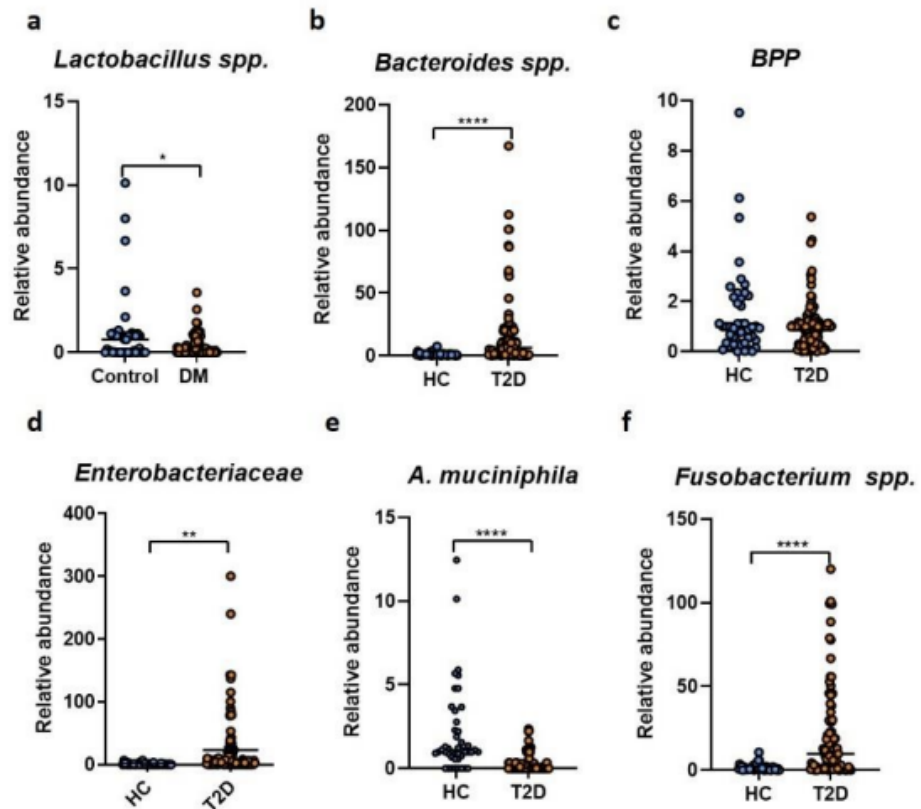 a
Lactobacillus spp.
Relative abundance
15
10
5
0
*
Control DM
b
Bacteroides spp.
Relative abundance
200
150
100
50
0
****
HC T2D
c
BPP
Relative abundance
10
8
6
4
2
0
HC T2D
d
Enterobacteriaceae
Relative abundance
400
300
200
100
0
**
HC T2D
e
A. muciniphila
Relative abundance
15
10
5
0
****
HC T2D
f
Fusobacterium spp.
Relative abundance
150
100
50
0
****
HC T2D